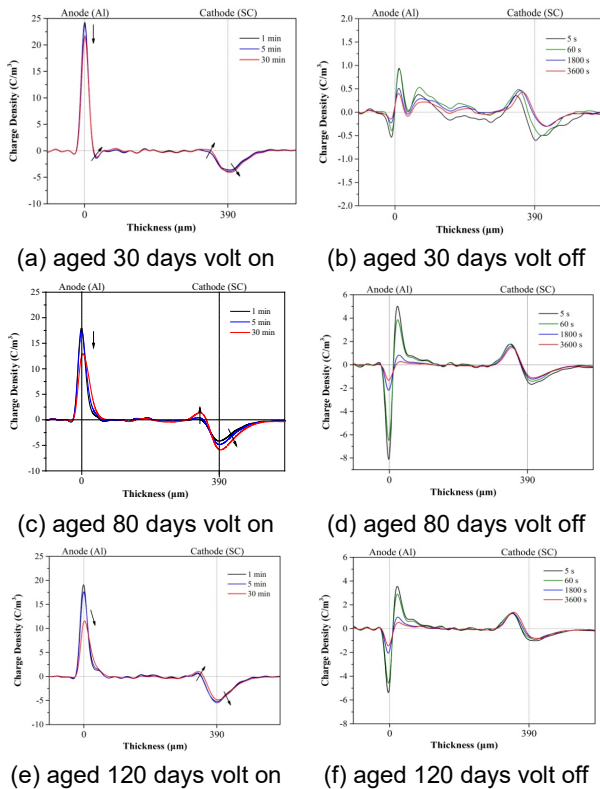 Anode (Al) Cathode (SC)
25
20
15
10
5
0
-5
-10
Charge Density (C/m³)
1 min
5 min
30 min
0 390
Thickness (μm)
(a) aged 30 days volt on
Anode (Al) Cathode (SC)
2.0
1.5
1.0
0.5
0.0
-0.5
-1.0
-1.5
-2.0
Charge Density (C/m³)
5 s
60 s
1800 s
3600 s
0 390
Thickness (μm)
(b) aged 30 days volt off
Anode (Al) Cathode (SC)
25
20
15
10
5
0
-5
-10
Charge Density (C/m³)
1 min
5 min
30 min
0 390
Thickness (μm)
(c) aged 80 days volt on
Anode (Al) Cathode (SC)
6
4
2
0
-2
-4
-6
-8
Charge Density (C/m³)
5 s
60 s
1800 s
3600 s
0 390
Thickness (μm)
(d) aged 80 days volt off
Anode (Al) Cathode (SC)
25
20
15
10
5
0
-5
-10
Charge Density (C/m³)
1 min
5 min
30 min
0 390
Thickness (μm)
(e) aged 120 days volt on
Anode (Al) Cathode (SC)
6
4
2
0
-2
-4
-6
-8
Charge Density (C/m³)
5 s
60 s
1800 s
3600 s
0 390
Thickness (μm)
(f) aged 120 days volt off